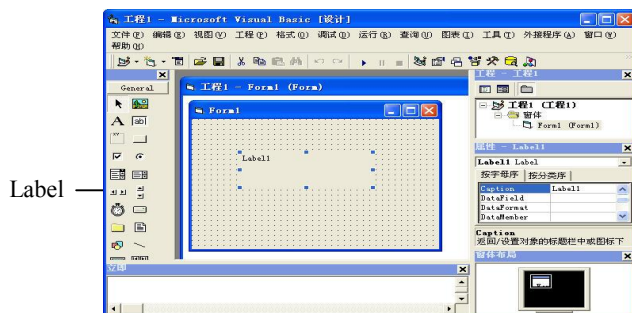 工程1 - Microsoft Visual Basic [设计]
文件(F) 编辑(E) 视图(V) 工程(P) 格式(O) 调试(D) 运行(R) 查询(U) 图表(I) 工具(T) 外接程序(A) 窗口(W)
帮助(H)
General
工程1 - Form1 (Form)
Form1
Label1
A
ab
Label
工程 - 工程1
工程1 (工程1)
窗体
Form1 (Form1)
属性 - Label1
Label1 Label
按字母序 按分类序
Caption Label1
DataField
DataFormat
DataMember
Caption
返回/设置对象的标题栏中或图标下
窗体布局
立即